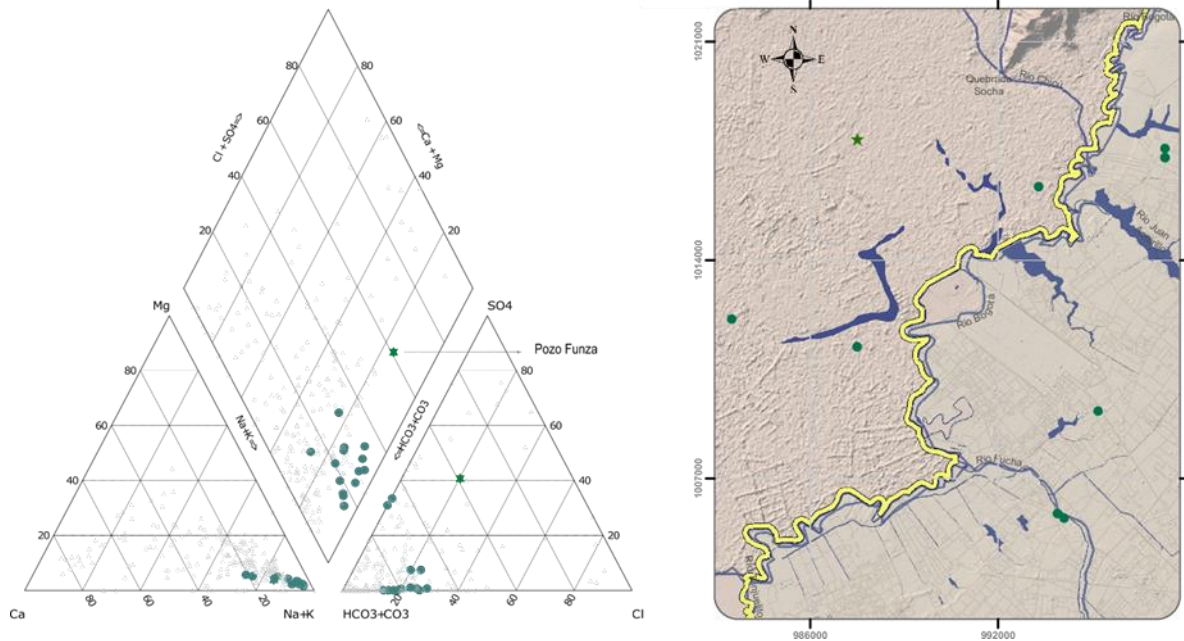 80
80
60
60
40
40
20
20
Cl + SO4=>
<=Ca+Mg
Na+K=>
<=HCO3+CO3
Mg
SO4
Pozo Funza
80
80
60
60
40
40
20
20
80
60
40
20
20
40
60
80
Ca
Na+K
HCO3+CO3
Cl
N
W
E
S
1021000
1014000
1007000
986000
992000
Río Bogotá
Quebrada
Socha
Río Chicú
Río Juan
Río Bogotá
Río Fucha